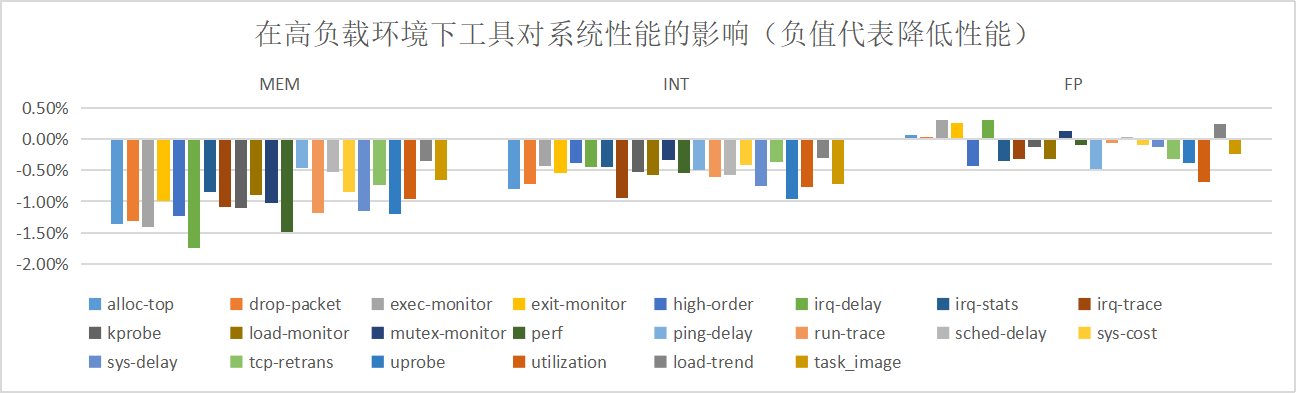 在高负载环境下工具对系统性能的影响（负值代表降低性能）
MEM INT FP
0.50%
0.00%
-0.50%
-1.00%
-1.50%
-2.00%
alloc-top drop-packet exec-monitor exit-monitor high-order irq-delay irq-stats irq-trace
kprobe load-monitor mutex-monitor perf ping-delay run-trace sched-delay sys-cost
sys-delay tcp-retrans uprobe utilization load-trend task_image